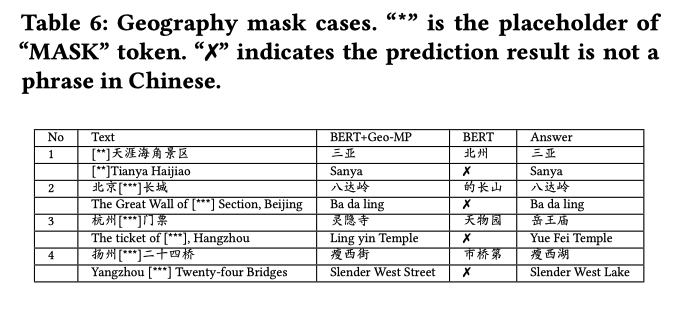 Table 6: Geography mask cases. “*” is the placeholder of
“MASK” token. “✗” indicates the prediction result is not a
phrase in Chinese.
No Text BERT+Geo-MP BERT Answer
1 [**]天涯海角景区 三亚 北州 三亚
[**]Tianya Haijiao Sanya ✗ Sanya
2 北京[***]长城 八达岭 的长山 八达岭
The Great Wall of [***] Section, Beijing Ba da ling ✗ Ba da ling
3 杭州[***]门票 灵隐寺 天物园 岳王庙
The ticket of [***], Hangzhou Ling yin Temple ✗ Yue Fei Temple
4 扬州[***]二十四桥 瘦西街 市桥第 瘦西湖
Yangzhou [***] Twenty-four Bridges Slender West Street ✗ Slender West Lake